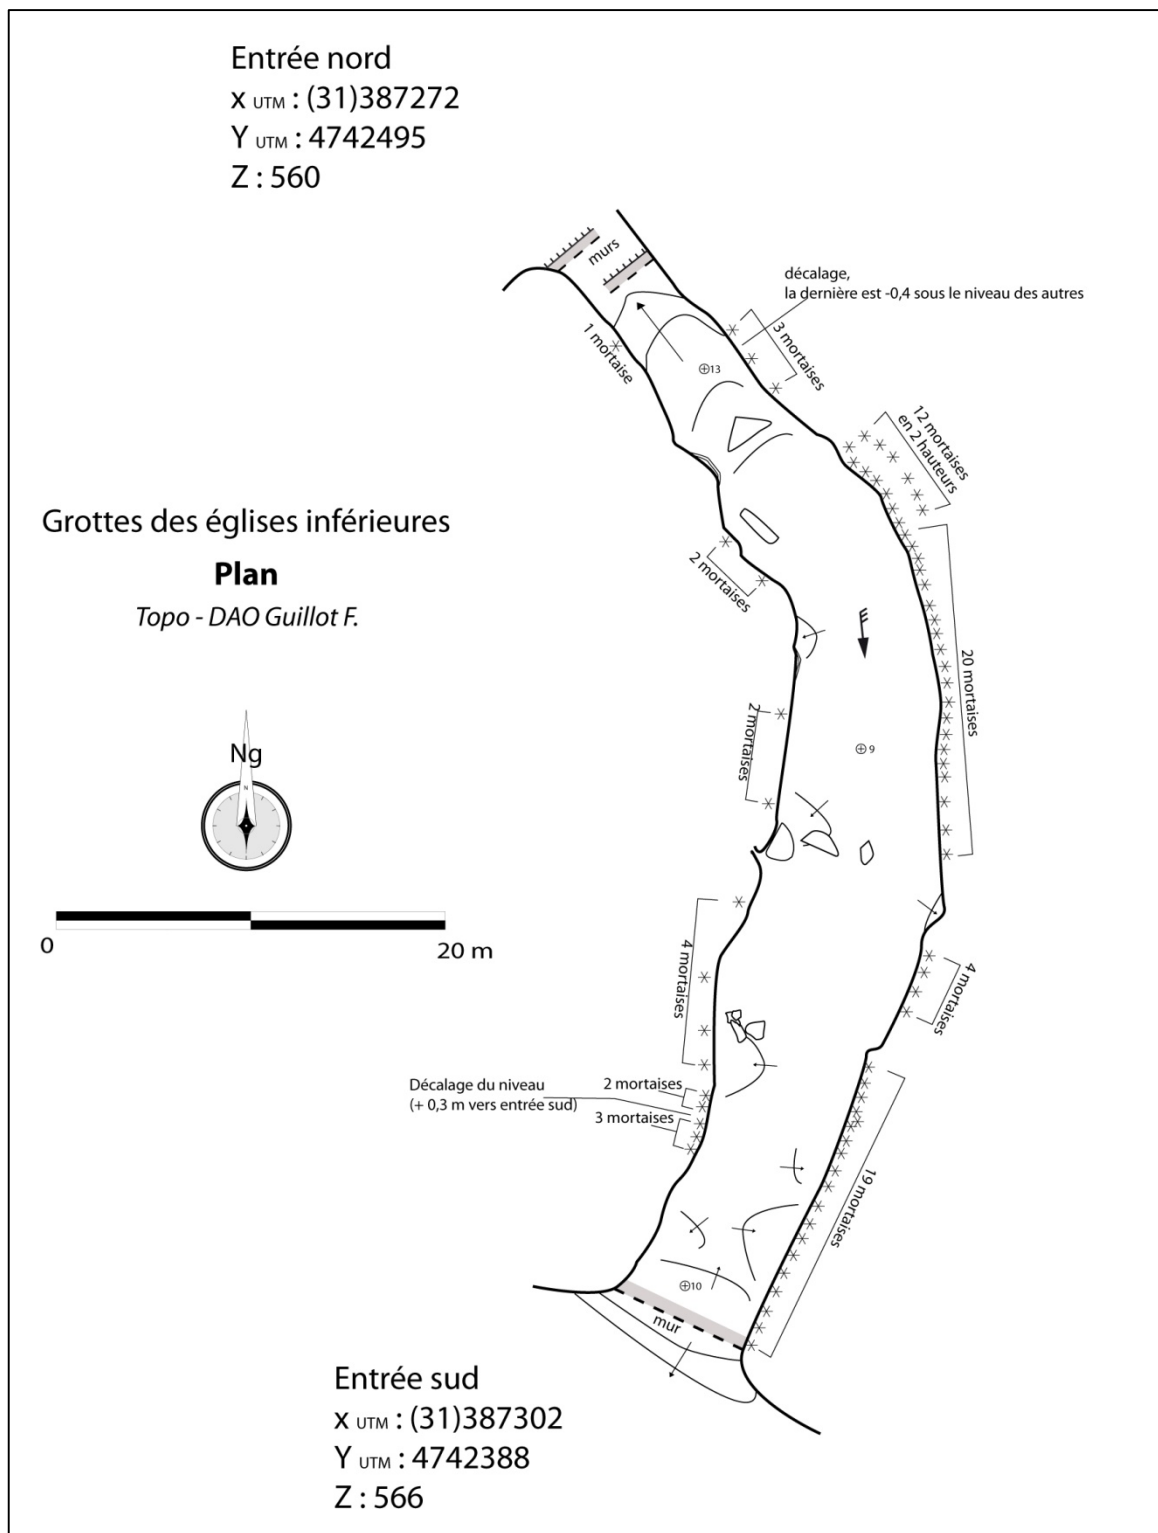 Entrée nord
x UTM : (31)387272
Y UTM : 4742495
Z : 560
murs
décalage,
la dernière est -0,4 sous le niveau des autres
3 mortaises
1 mortaise
13
12 mortaises
en 2 hauteurs
Grottes des églises inférieures
Plan
Topo - DAO Guillot F.
2 mortaises
20 mortaises
2 mortaises
9
Ng
N
0
20 m
4 mortaises
4 mortaises
Décalage du niveau
(+ 0,3 m vers entrée sud)
2 mortaises
3 mortaises
19 mortaises
10
mur
Entrée sud
x UTM : (31)387302
Y UTM : 4742388
Z : 566